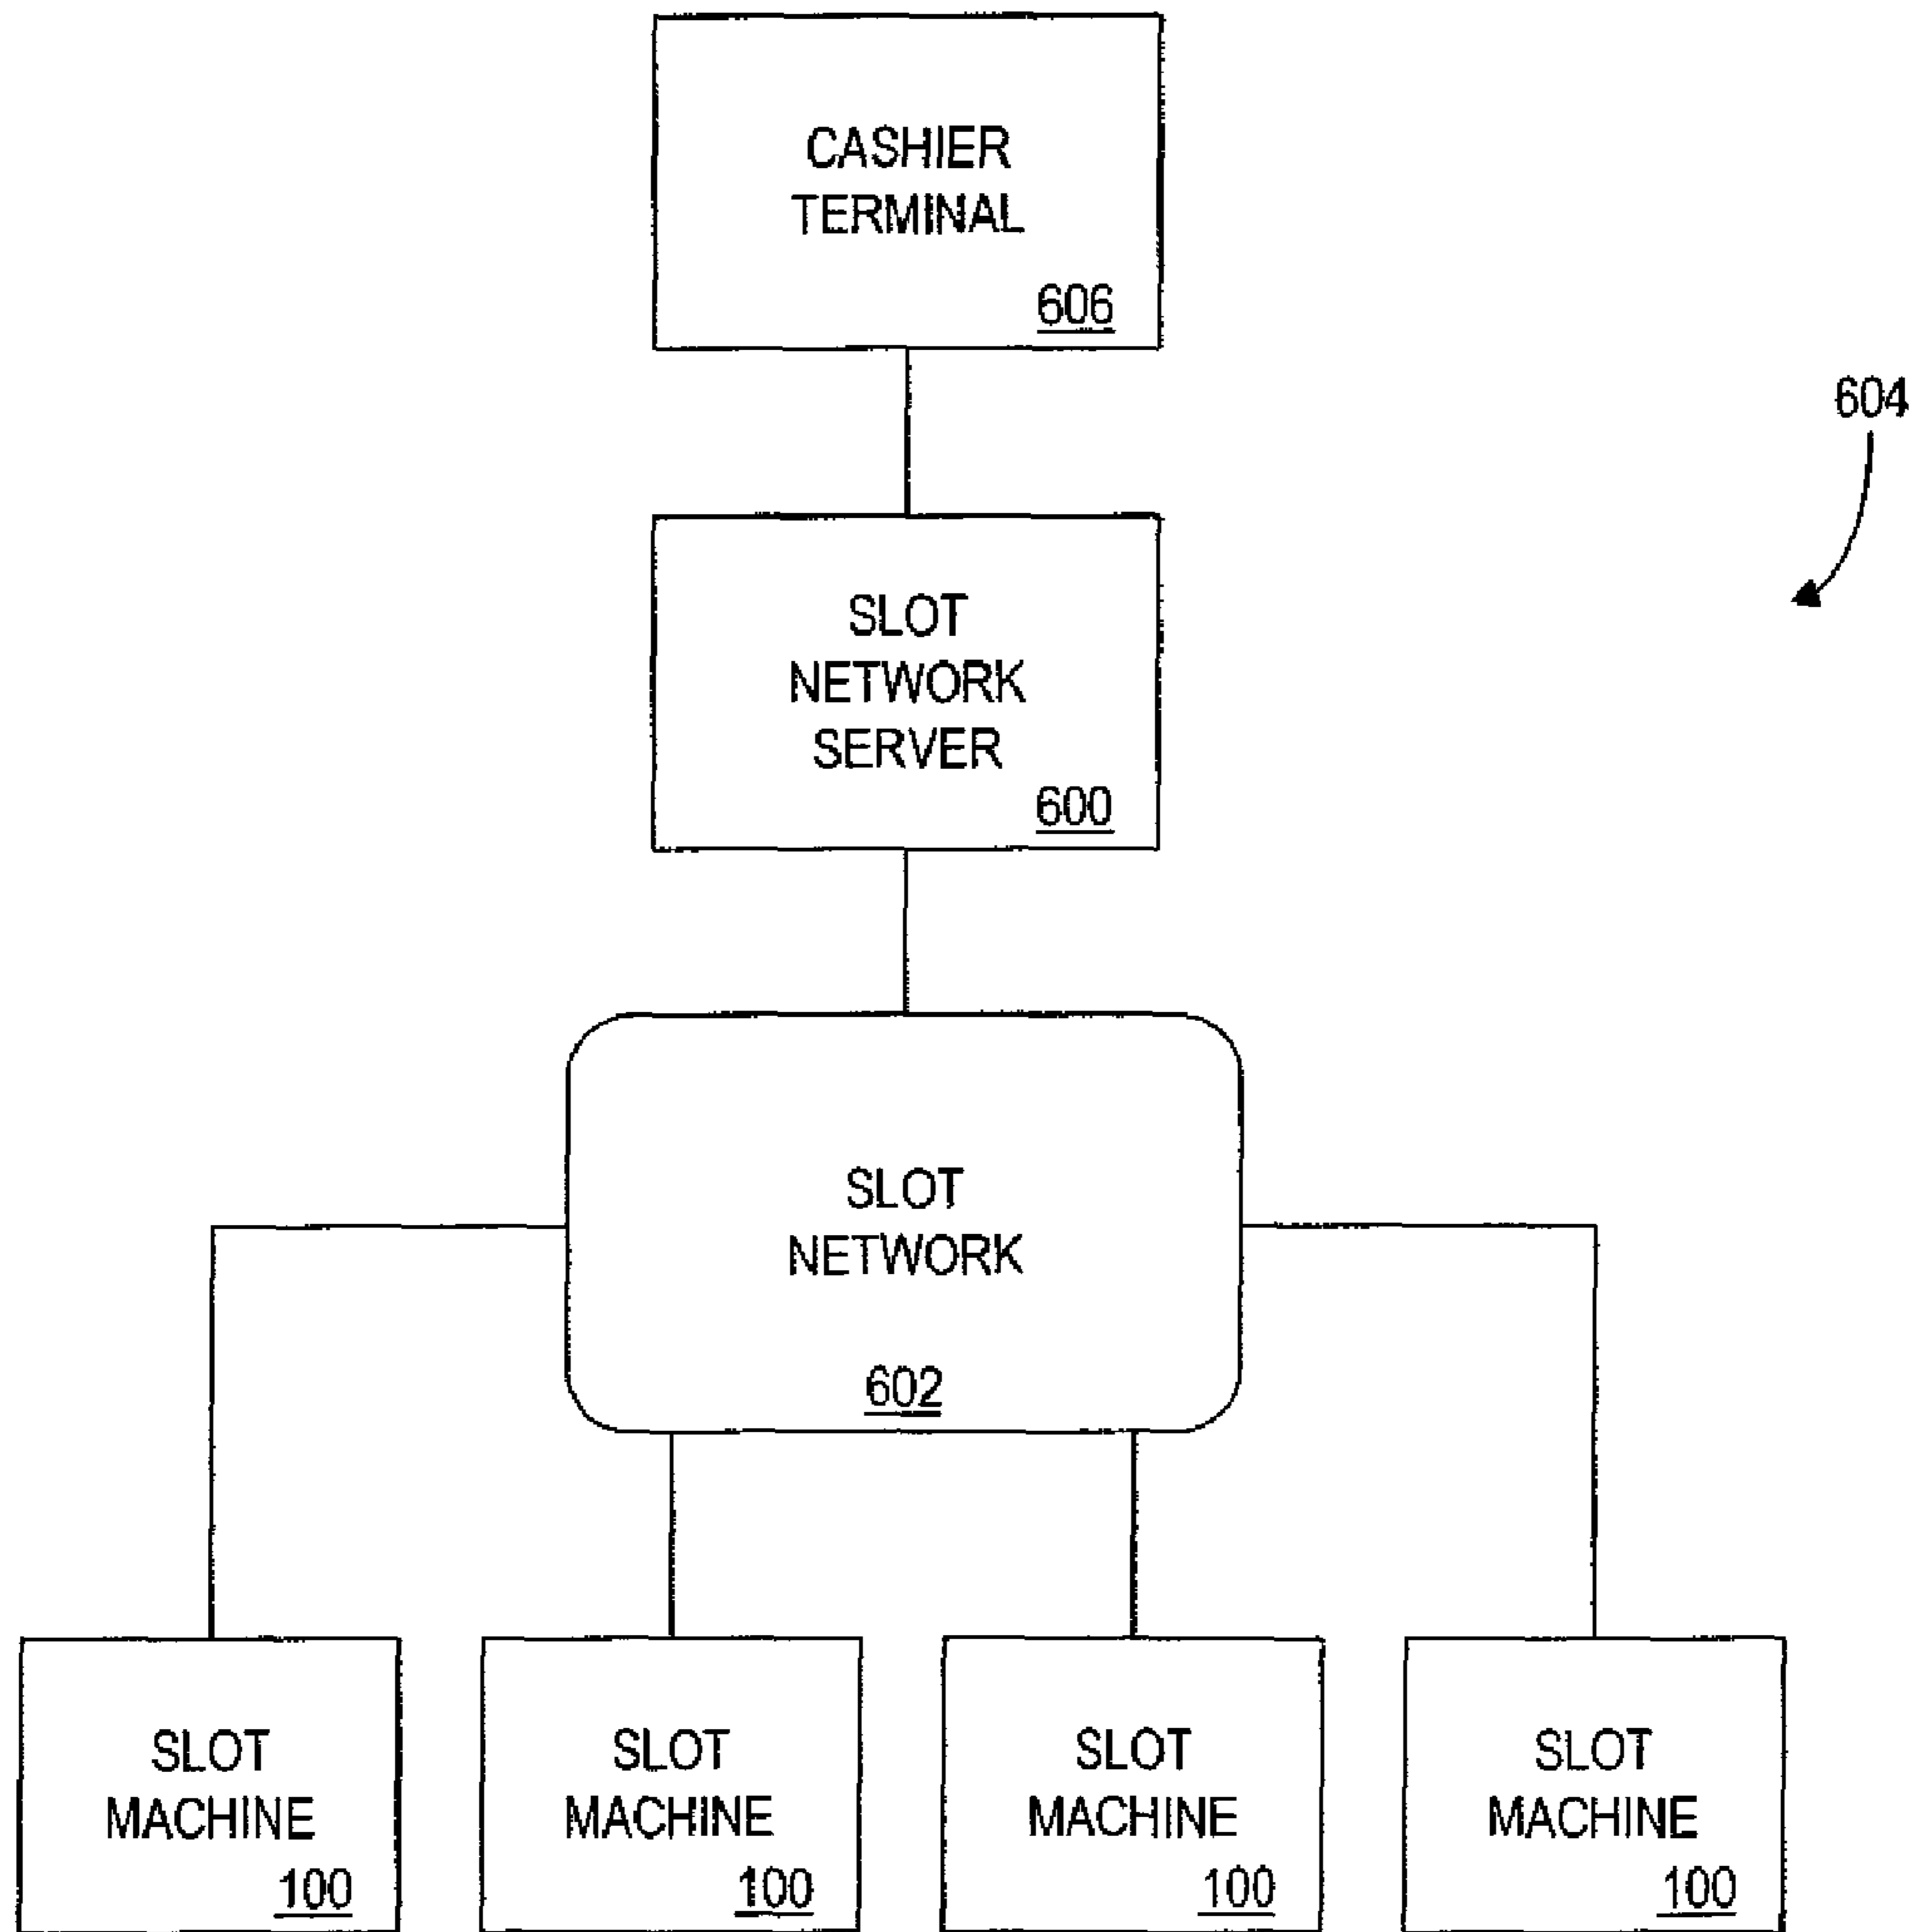 CASHIER
TERMINAL
606
604
SLOT
NETWORK
SERVER
600
SLOT
NETWORK
602
SLOT
MACHINE
100
SLOT
MACHINE
100
SLOT
MACHINE
100
SLOT
MACHINE
100